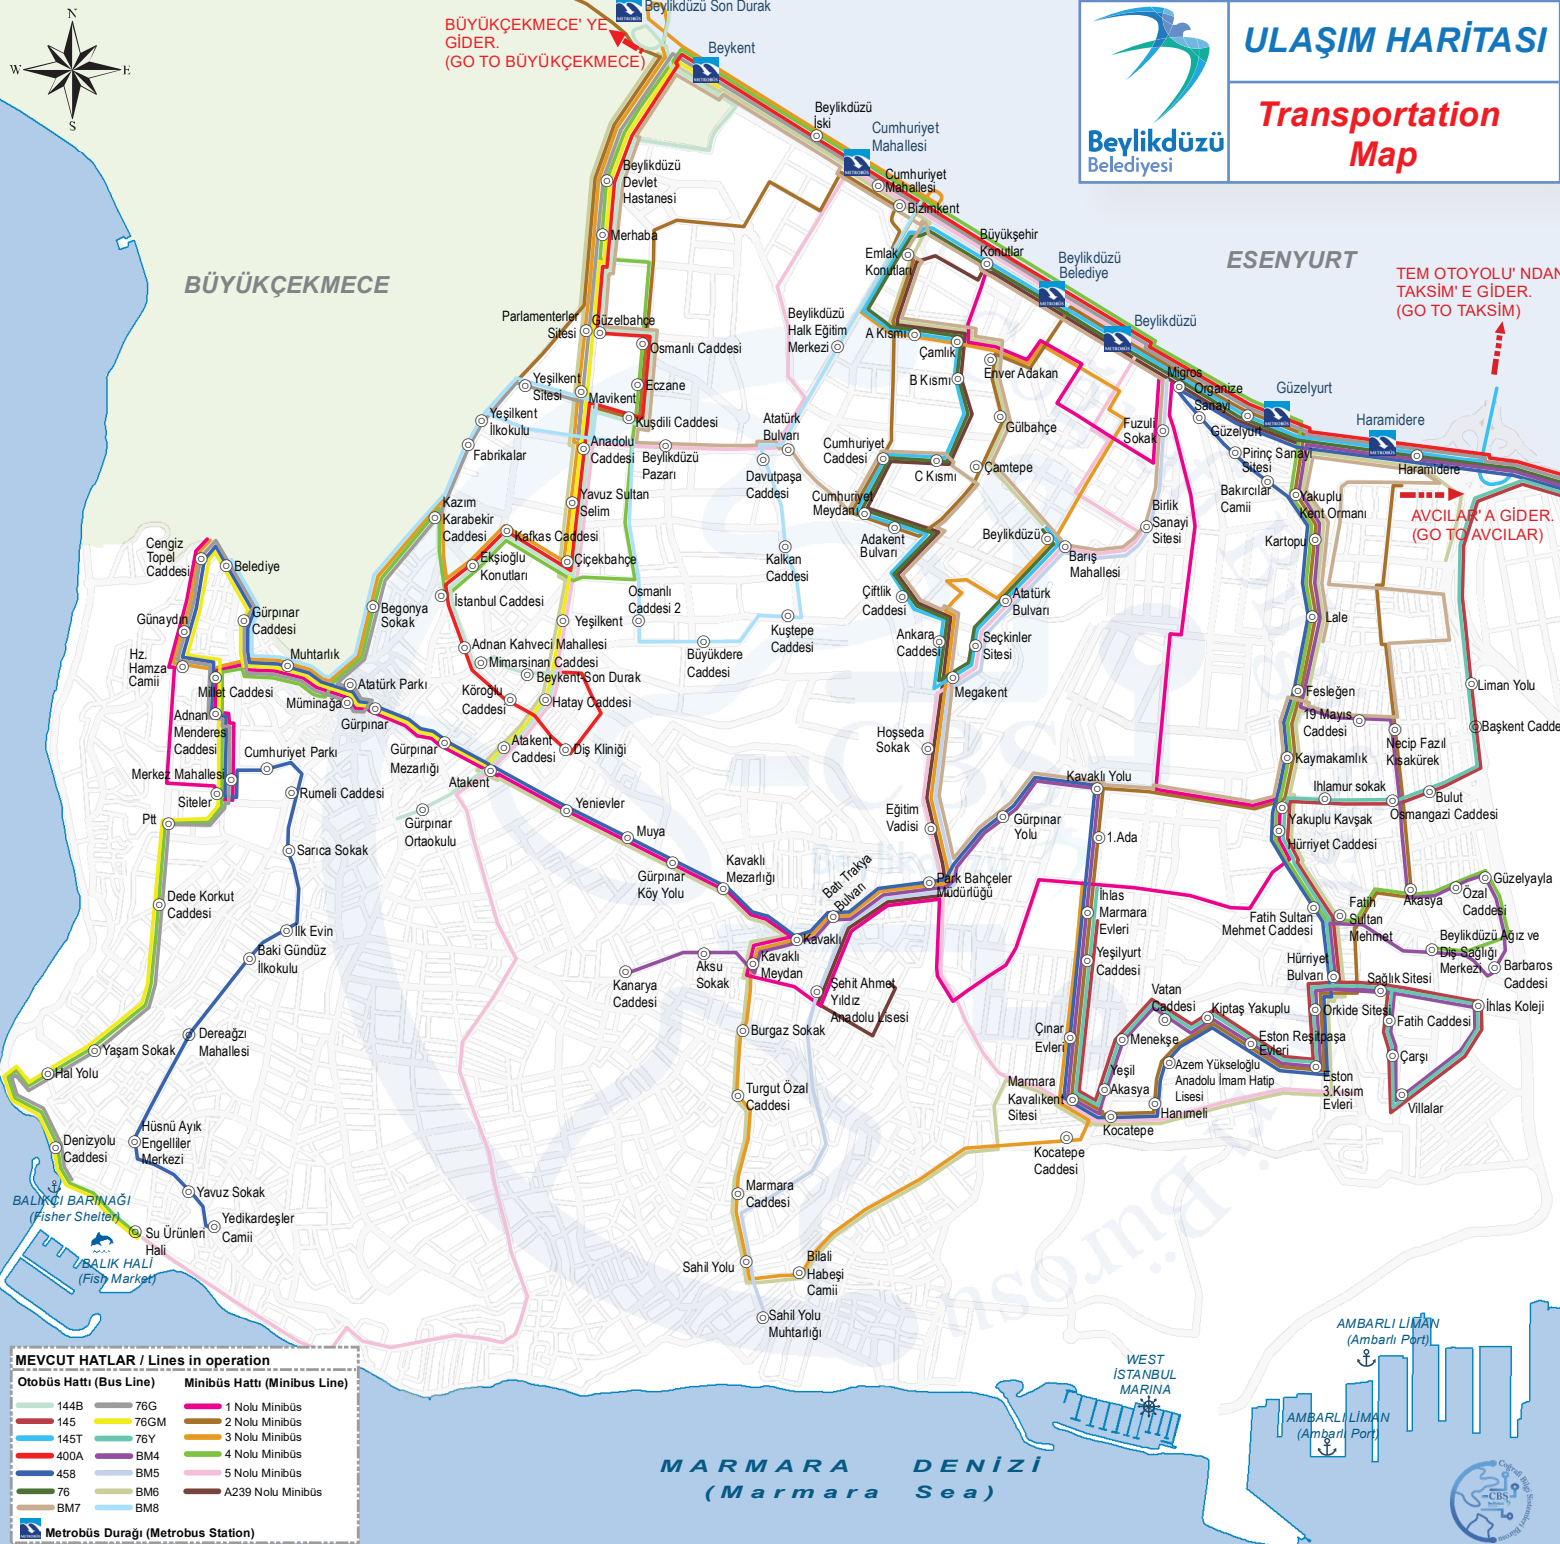 ULAŞIM HARİTASI
Transportation
Map
Beylikdüzü
Belediyesi
N
W
E
S
BÜYÜKÇEKMECE' YE
GİDER.
(GO TO BÜYÜKÇEKMECE)
Beylikdüzü Son Durak
Beykent
Beylikdüzü
İski
Cumhuriyet
Mahallesi
Cumhuriyet
Mahallesi
Bizimkent
Beylikdüzü
Devlet
Hastanesi
Merhaba
BÜYÜKÇEKMECE
Emlak
Konutları
Büyükşehir
Konutlar
Beylikdüzü
Belediye
ESENYURT
TEM OTOYOLU' NDAN
TAKSİM' E GİDER.
(GO TO TAKSİM)
Parlamenterler
Sitesi
Güzelbahçe
Osmanlı Caddesi
Beylikdüzü
Halk Eğitim
Merkezi
A Kısmı
Çamlık
Beylikdüzü
Enver Adakan
B Kısmı
Migros
Organize
Sanayi
Güzelyurt
Güzelyurt
Haramidere
Haramidere
Yeşilkent
Sitesi
Eczane
Mavikent
Yeşilkent
İlkokulu
Kuşdili Caddesi
Fabrikalar
Anadolu
Caddesi
Beylikdüzü
Pazarı
Atatürk
Bulvarı
Davutpaşa
Caddesi
Cumhuriyet
Caddesi
C Kısmı
Gülbahçe
Çamtepe
Fuzuli
Sokak
Pirinç Sanayi
Sitesi
Bakırcılar
Camii
Yakuplu
Kent Ormanı
AVCILAR' A GİDER.
(GO TO AVCILAR)
Kazım
Karabekir
Caddesi
Yavuz Sultan
Selim
Kafkas Caddesi
Cumhuriyet
Meydanı
Adakent
Bulvarı
Beylikdüzü
Barış
Mahallesi
Birlik
Sanayi
Sitesi
Kartopu
Cengiz
Topel
Caddesi
Belediye
Ekşioğlu
Konutları
Çiçekbahçe
Kalkan
Caddesi
İstanbul Caddesi
Osmanlı
Caddesi 2
Çiftlik
Caddesi
Atatürk
Bulvarı
Lale
Günaydın
Gürpınar
Caddesi
Begonya
Sokak
Yeşilkent
Kuştepe
Caddesi
Büyükdere
Caddesi
Ankara
Caddesi
Seçkinler
Sitesi
Hz.
Hamza
Camii
Muhtarlık
Adnan Kahveci Mahallesi
Mimarsinan Caddesi
Beykent-Son Durak
Millet Caddesi
Atatürk Parkı
Müminağa
Gürpınar
Köroğlu
Caddesi
Hatay Caddesi
Megakent
Fesleğen
Liman Yolu
Adnan
Menderes
Caddesi
19 Mayıs
Caddesi
Necip Fazıl
Kısakürek
Başkent Cadde
Cumhuriyet Parkı
Gürpınar
Mezarlığı
Atakent
Caddesi
Diş Kliniği
Hoşseda
Sokak
Kaymakamlık
Merkez Mahallesi
Siteler
Rumeli Caddesi
Atakent
Kavaklı Yolu
Ihlamur sokak
Bulut
Osmangazi Caddesi
Ptt
Gürpınar
Ortaokulu
Yenievler
Eğitim
Vadisi
Gürpınar
Yolu
Yakuplu Kavşak
Hürriyet Caddesi
Sarıca Sokak
Muya
1.Ada
Gürpınar
Köy Yolu
Kavaklı
Mezarlığı
Batı Trakya
Bulvarı
Park Bahçeler
Müdürlüğü
Güzelyayla
Özal
Caddesi
Akasya
Dede Korkut
Caddesi
İlk Evin
Baki Gündüz
İlkokulu
İhlas
Marmara
Evleri
Fatih Sultan
Mehmet Caddesi
Fatih
Sultan
Mehmet
Kavaklı
Kavaklı
Meydan
Aksu
Sokak
Kanarya
Caddesi
Yeşilyurt
Caddesi
Hürriyet
Bulvarı
Beylikdüzü Ağız ve
Diş Sağlığı
Merkezi
Barbaros
Caddesi
Sağlık Sitesi
Şehit Ahmet
Yıldız
Anadolu Lisesi
Vatan
Caddesi
Kiptaş Yakuplu
Orkide Sitesi
Fatih Caddesi
İhlas Koleji
Dereağzı
Mahallesi
Yaşam Sokak
Burgaz Sokak
Çınar
Evleri
Menekşe
Eston Reşitpaşa
Evleri
Çarşı
Hal Yolu
Turgut Özal
Caddesi
Marmara
Kavaklıkent
Sitesi
Yeşil
Akasya
Azem Yükseloğlu
Anadolu İmam Hatip
Lisesi
Hanımeli
Eston
3.Kısım
Evleri
Villalar
Kocatepe
Denizyolu
Caddesi
Hüsnü Ayık
Engelliler
Merkezi
Kocatepe
Caddesi
BALIKÇI BARINAĞI
(Fisher Shelter)
Yavuz Sokak
Marmara
Caddesi
Su Ürünleri
Hali
Yedikardeşler
Camii
BALIK HALİ
(Fish Market)
Sahil Yolu
Bilali
Habeşi
Camii
Sahil Yolu
Muhtarlığı
AMBARLI LİMAN
(Ambarlı Port)
WEST
İSTANBUL
MARINA
AMBARLI LİMAN
(Ambarlı Port)
MARMARA DENİZİ
(Marmara Sea)
MEVCUT HATLAR / Lines in operation
Otobüs Hattı (Bus Line)
Minibüs Hattı (Minibus Line)
144B
76G
1 Nolu Minibüs
145
76GM
2 Nolu Minibüs
145T
76Y
3 Nolu Minibüs
400A
BM4
4 Nolu Minibüs
458
BM5
5 Nolu Minibüs
76
BM6
A239 Nolu Minibüs
BM7
BM8
Metrobüs Durağı (Metrobus Station)
CBS
Coğrafi Bilgi Sistemleri Bürosu